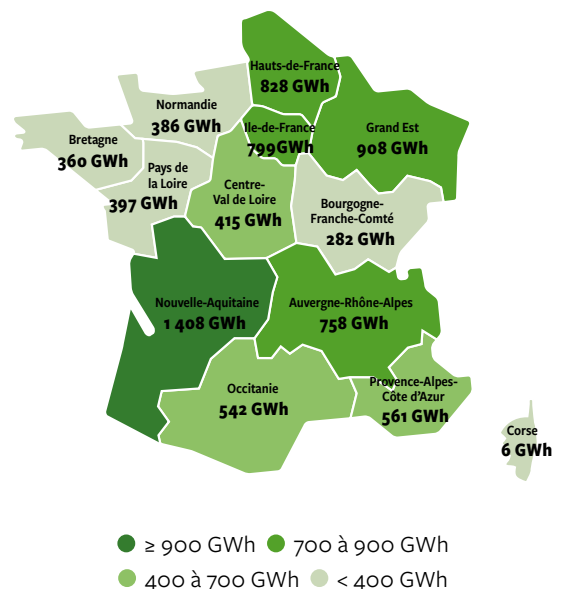 Hauts-de-France
828 GWh
Normandie
386 GWh
Ile-de-France
799GWh
Grand Est
908 GWh
Bretagne
360 GWh
Pays de
la Loire
397 GWh
Centre-
Val de Loire
415 GWh
Bourgogne-
Franche-Comté
282 GWh
Nouvelle-Aquitaine
1 408 GWh
Auvergne-Rhône-Alpes
758 GWh
Occitanie
542 GWh
Provence-Alpes-
Côte d'Azur
561 GWh
Corse
6 GWh
≥ 900 GWh 700 à 900 GWh
400 à 700 GWh < 400 GWh